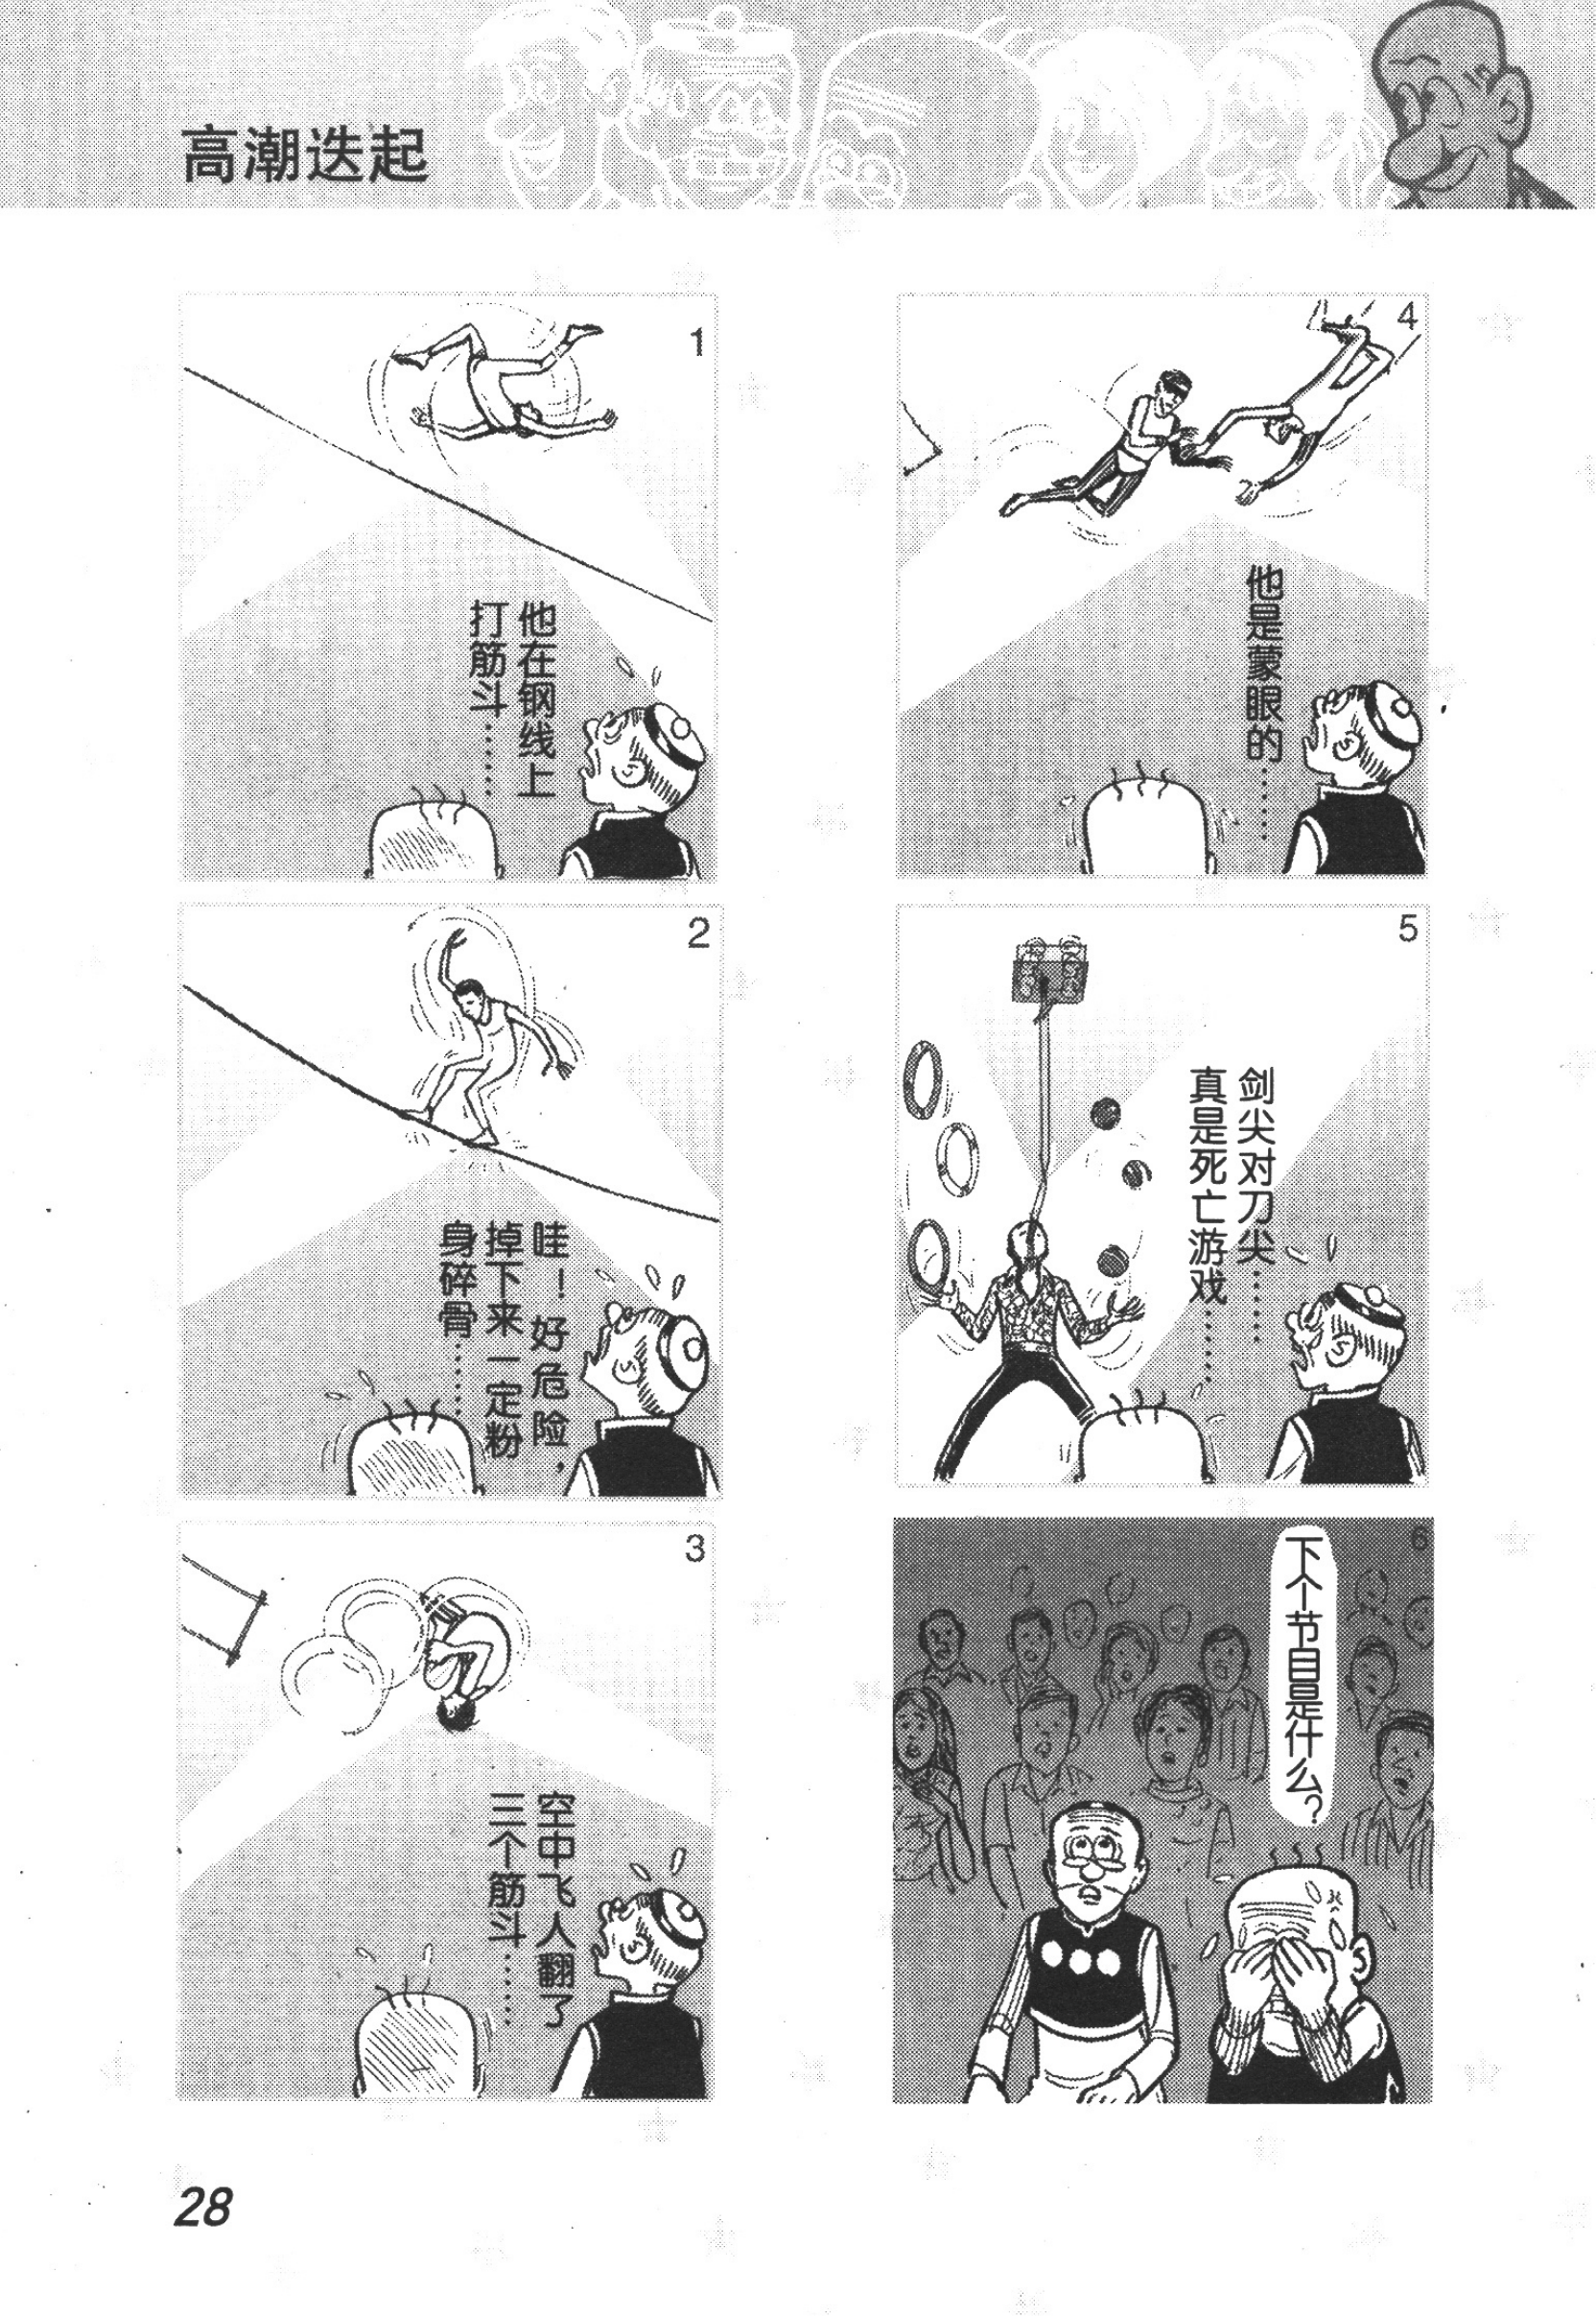 高潮迭起
1
他在钢线上
打筋斗……
2
哇！好危险，
掉下来一定粉
身碎骨……
3
空中飞人翻了
三个筋斗……
4
他是蒙眼的……
5
剑尖对刀尖……
真是死亡游戏……
6
下个节目是什么？
28